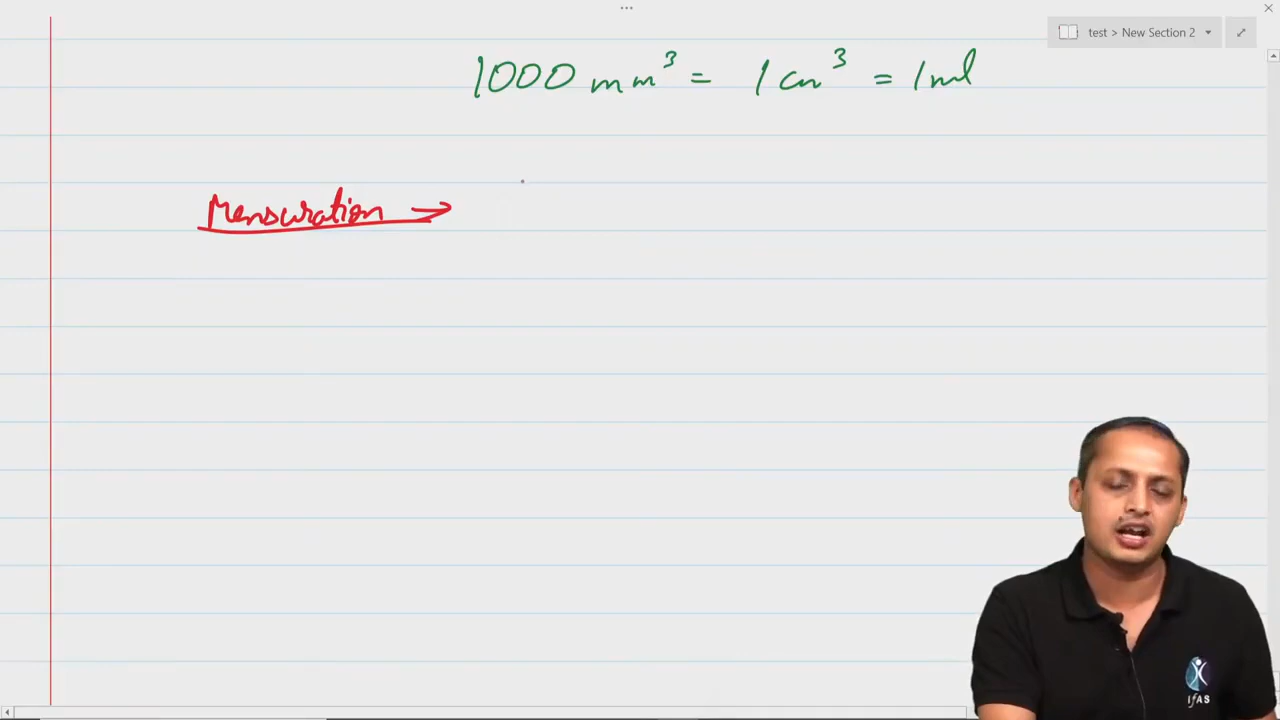 test > New Section 2
1000 mm³ = 1 cm³ = 1 ml
Mensuration →
IFAS